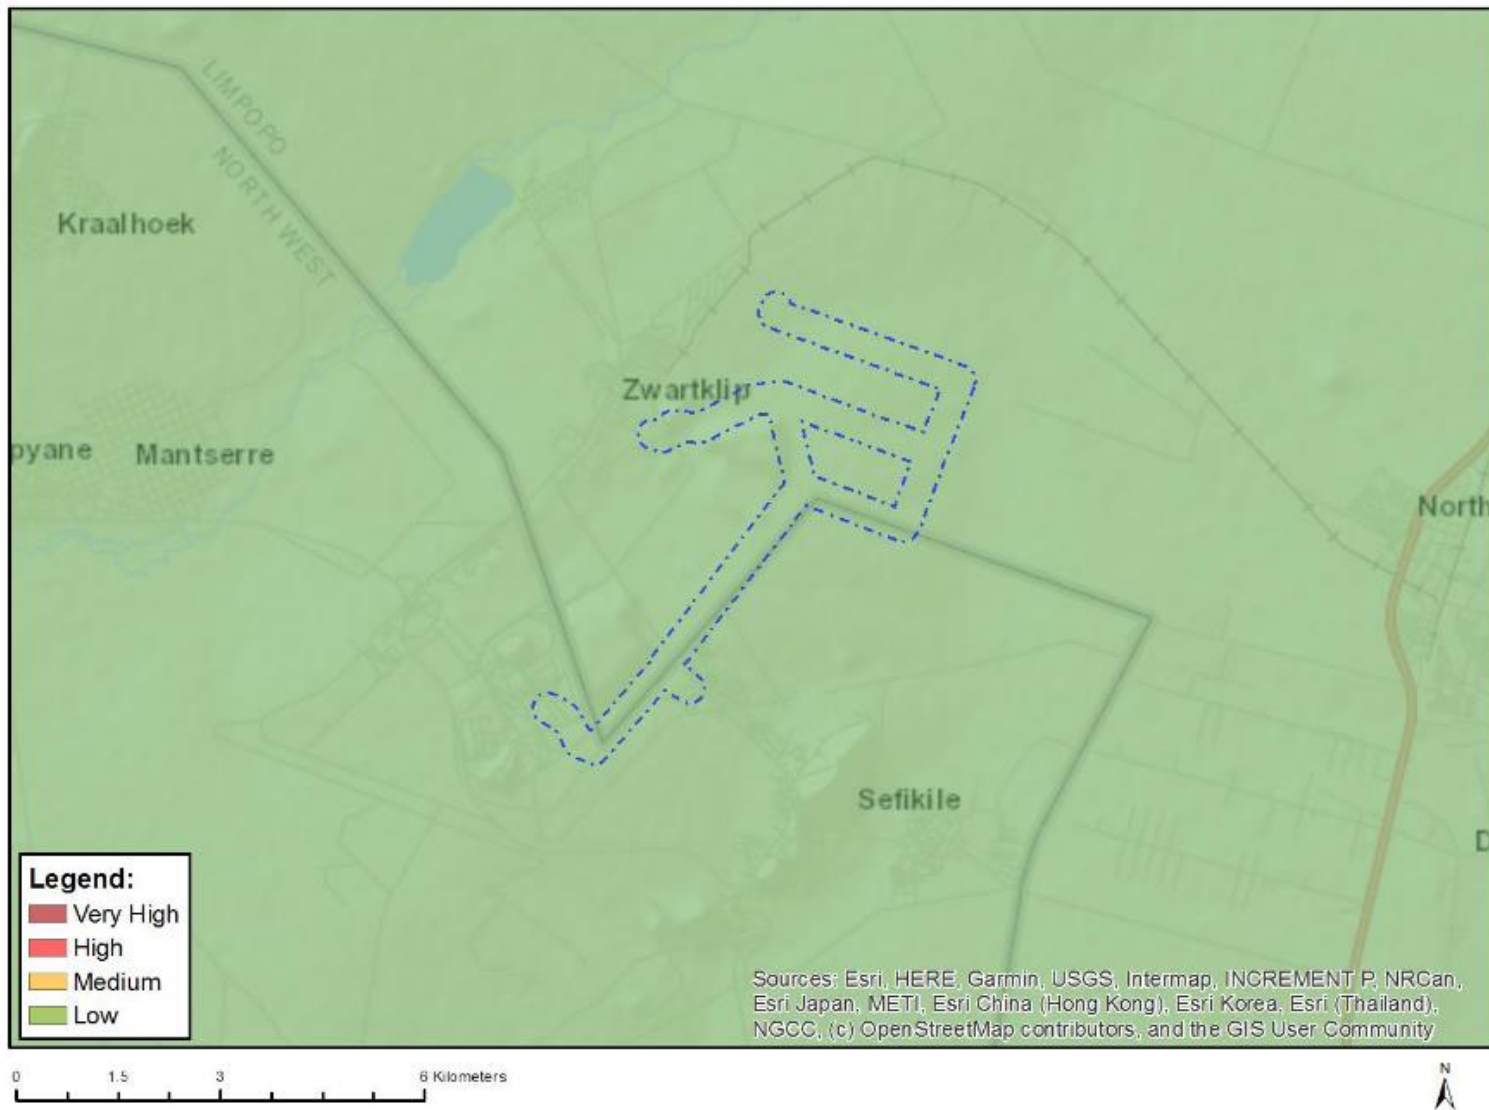 LIMPOPO
NORTH WEST
Kraalhoek
Zwartklip
pyane
Mantserre
North
Sefikile
D
Legend:
Very High
High
Medium
Low
Sources: Esri, HERE, Garmin, USGS, Intermap, INCREMENT P, NRCan,
Esri Japan, METI, Esri China (Hong Kong), Esri Korea, Esri (Thailand),
NGCC, (c) OpenStreetMap contributors, and the GIS User Community
0 1.5 3 6 Kilometers
N